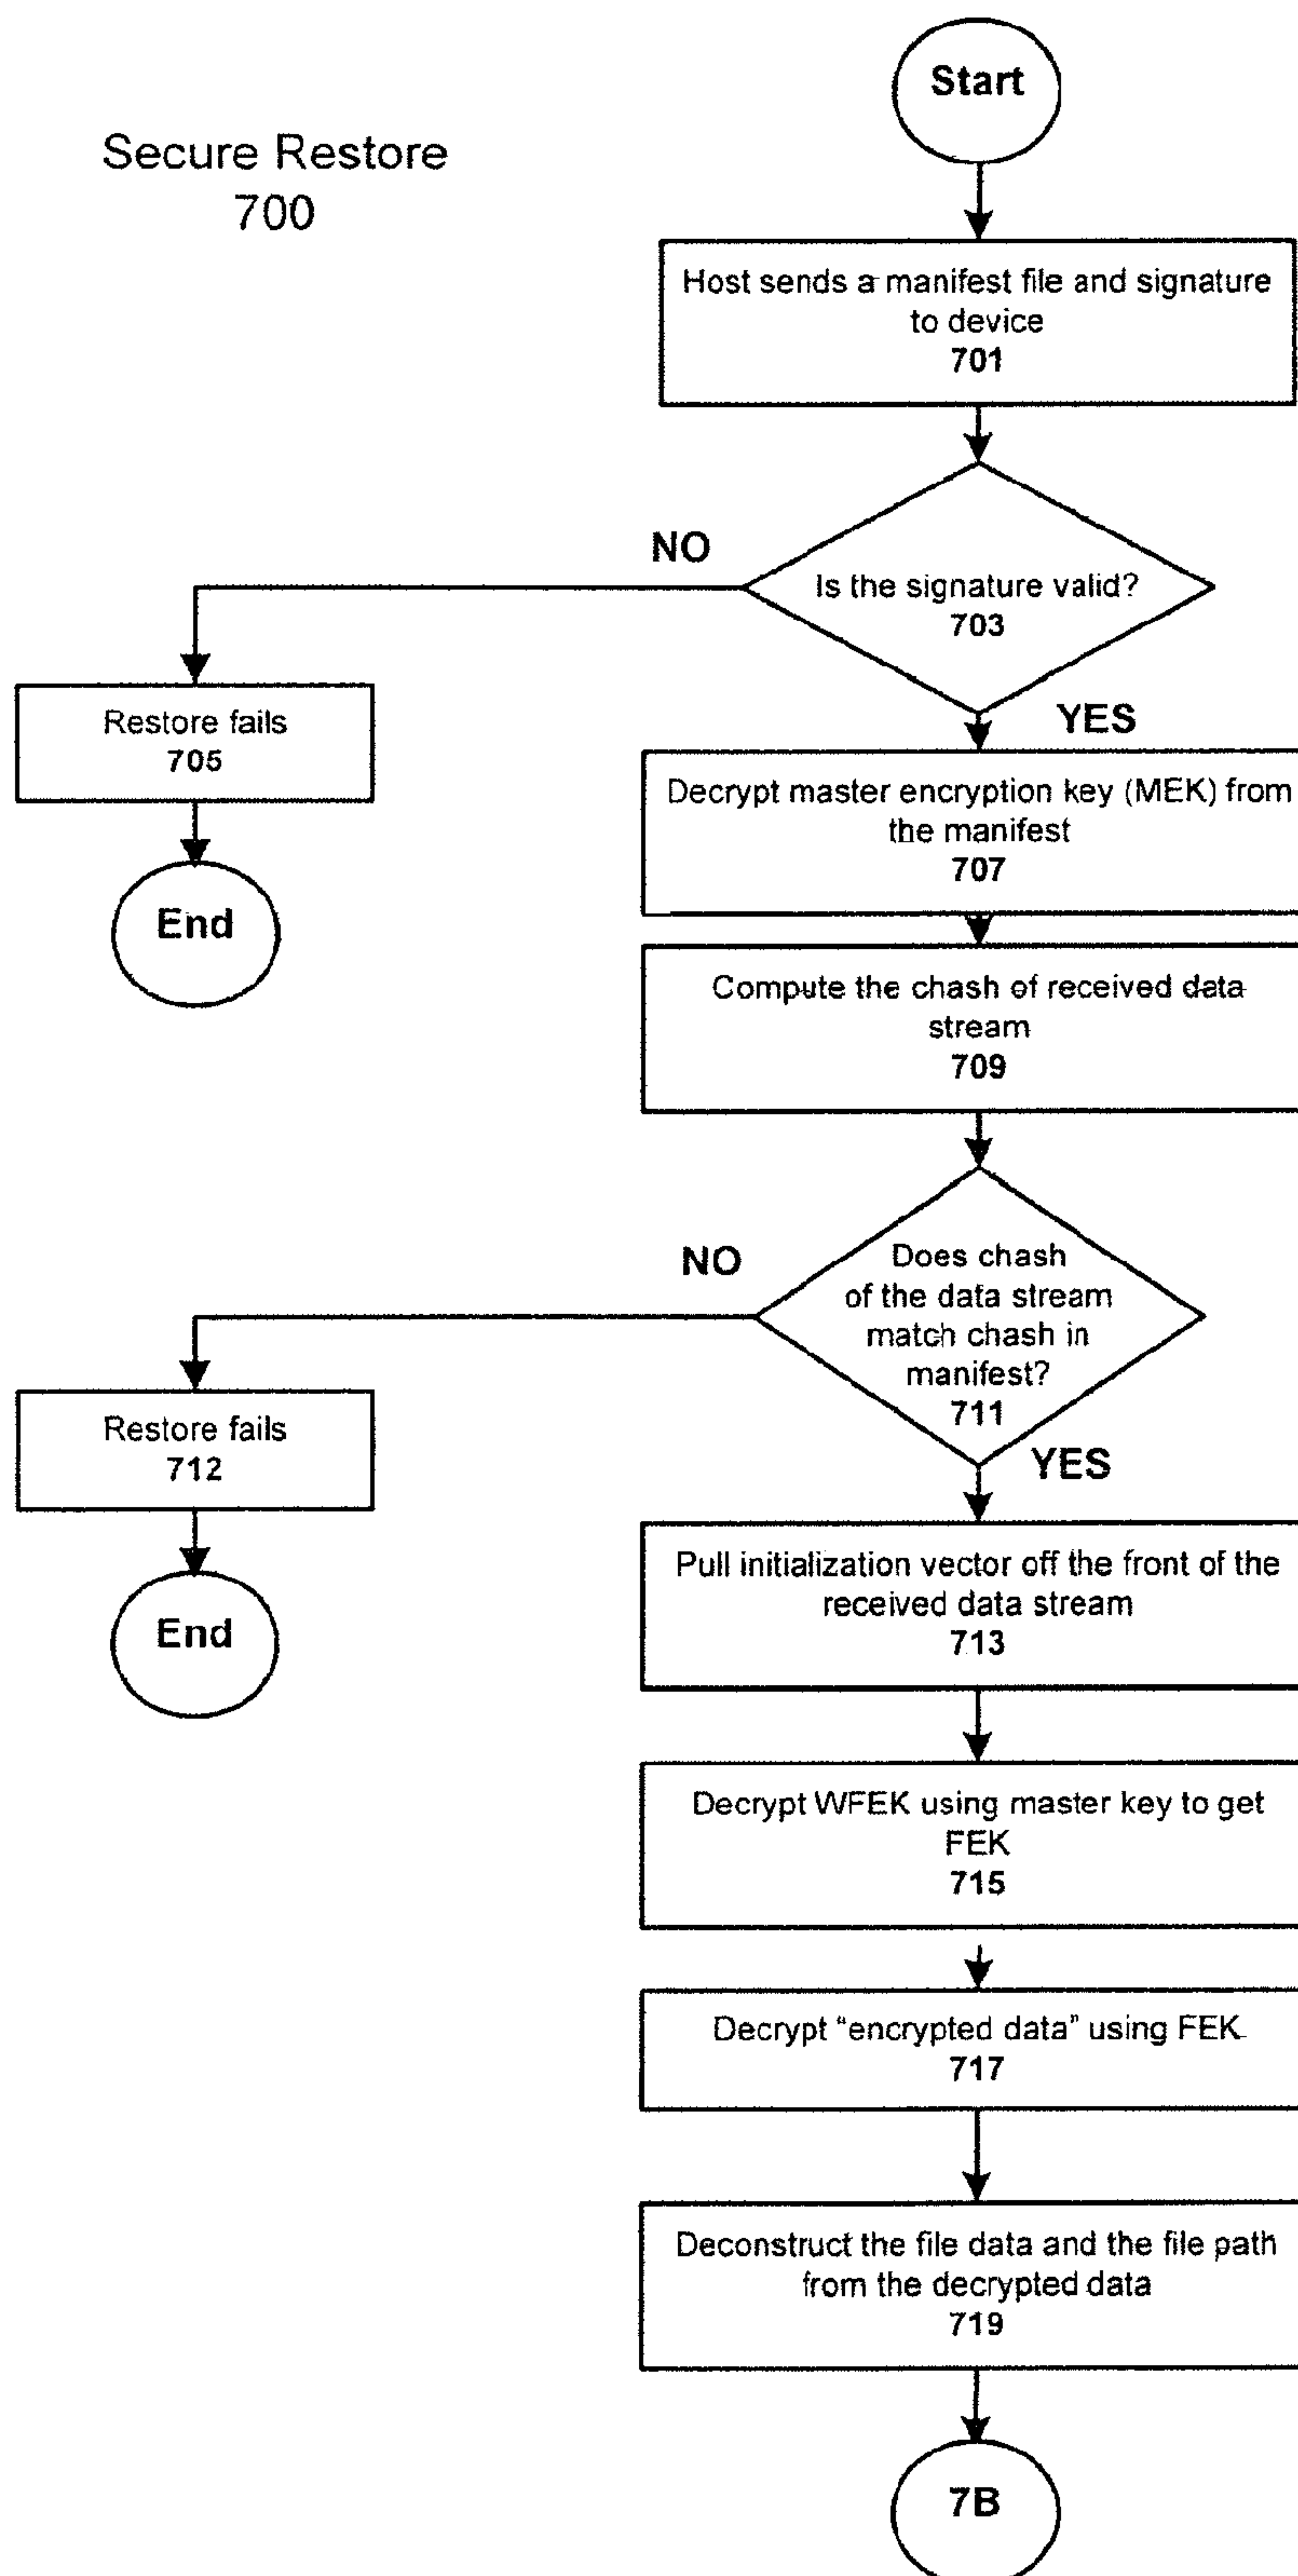 Start
Secure Restore
700
Host sends a manifest file and signature
to device
701
NO
Is the signature valid?
703
Restore fails
705
YES
Decrypt master encryption key (MEK) from
the manifest
707
End
Compute the chash of received data
stream
709
NO
Does chash
of the data stream
match chash in
manifest?
711
Restore fails
712
YES
Pull initialization vector off the front of the
received data stream
713
End
Decrypt WFEK using master key to get
FEK
715
Decrypt "encrypted data" using FEK
717
Deconstruct the file data and the file path
from the decrypted data
719
7B